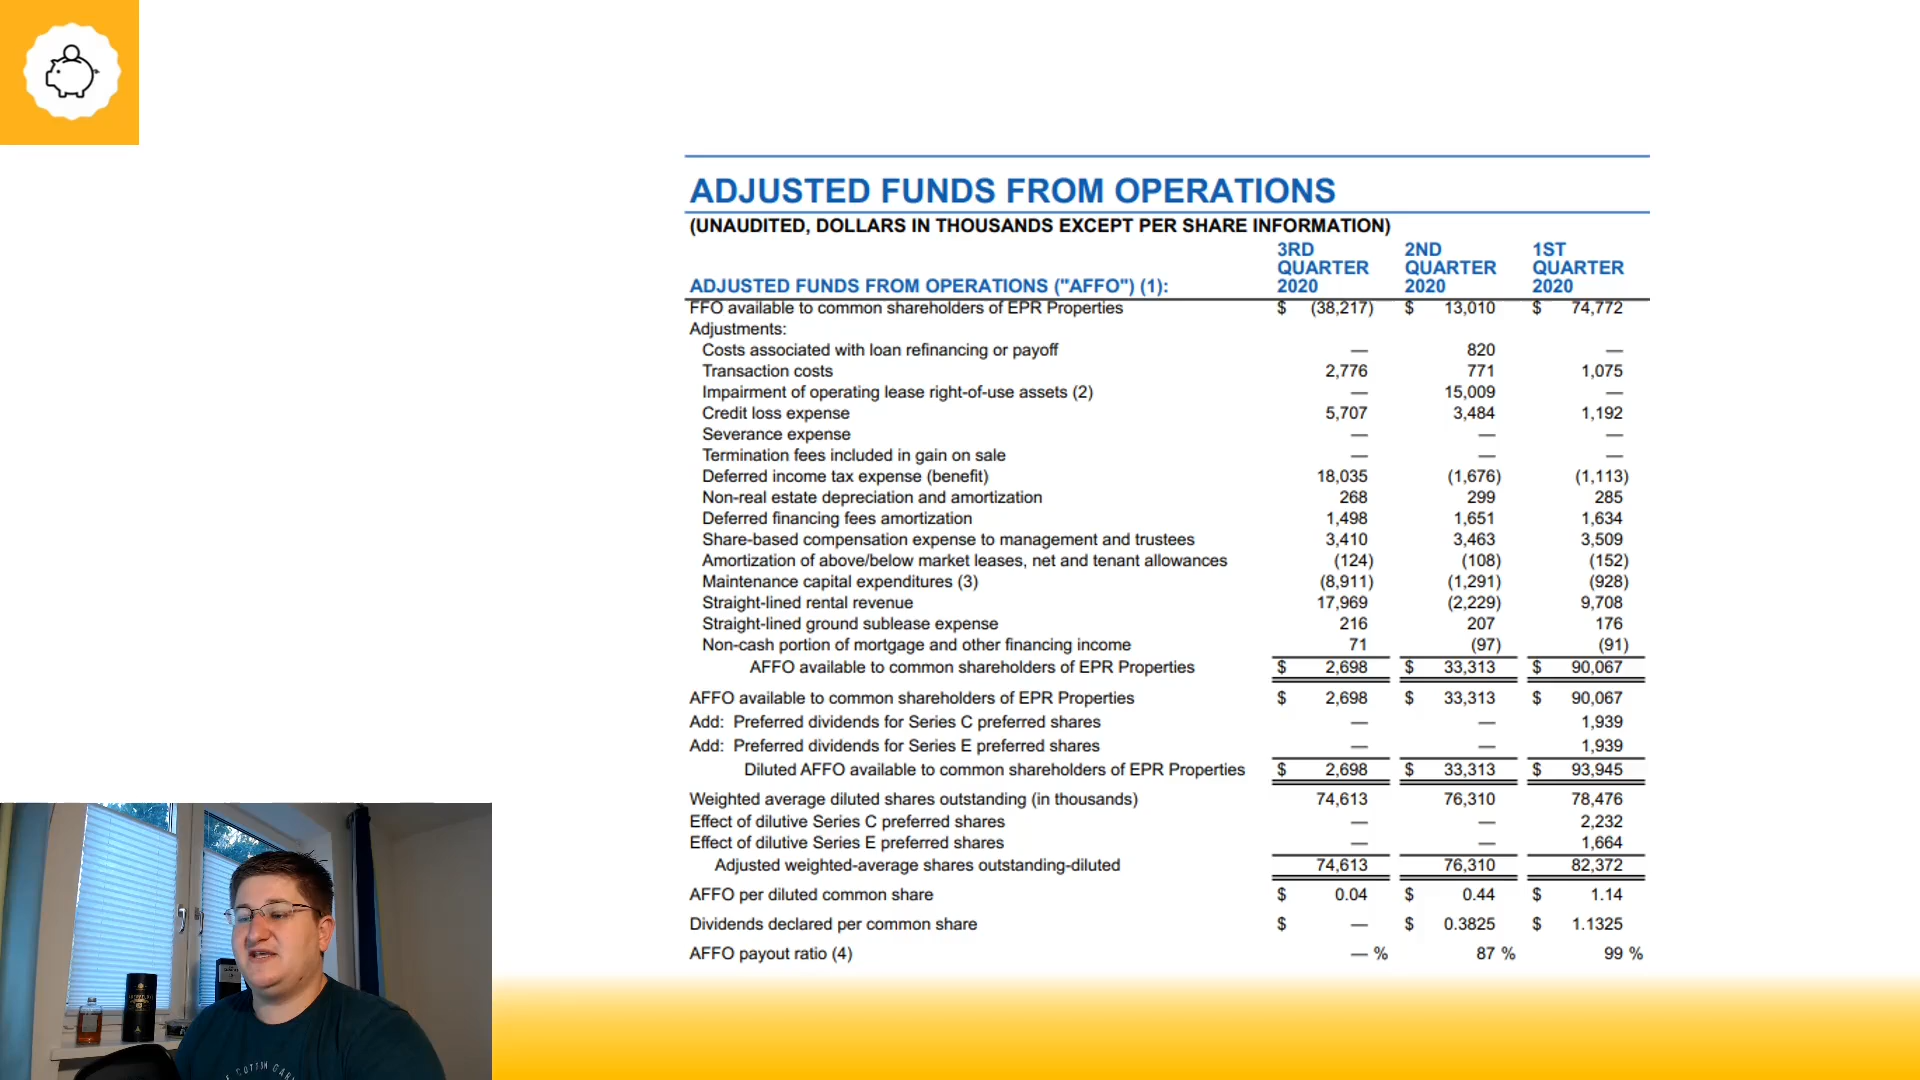 ADJUSTED FUNDS FROM OPERATIONS
(UNAUDITED, DOLLARS IN THOUSANDS EXCEPT PER SHARE INFORMATION)
3RD 2ND 1ST
QUARTER QUARTER QUARTER
ADJUSTED FUNDS FROM OPERATIONS ("AFFO") (1): 2020 2020 2020
FFO available to common shareholders of EPR Properties $ (38,217) $ 13,010 $ 74,772
Adjustments:
Costs associated with loan refinancing or payoff — 820 —
Transaction costs 2,776 771 1,075
Impairment of operating lease right-of-use assets (2) — 15,009 —
Credit loss expense 5,707 3,484 1,192
Severance expense — — —
Termination fees included in gain on sale — — —
Deferred income tax expense (benefit) 18,035 (1,676) (1,113)
Non-real estate depreciation and amortization 268 299 285
Deferred financing fees amortization 1,498 1,651 1,634
Share-based compensation expense to management and trustees 3,410 3,463 3,509
Amortization of above/below market leases, net and tenant allowances (124) (108) (152)
Maintenance capital expenditures (3) (8,911) (1,291) (928)
Straight-lined rental revenue 17,969 (2,229) 9,708
Straight-lined ground sublease expense 216 207 176
Non-cash portion of mortgage and other financing income 71 (97) (91)
AFFO available to common shareholders of EPR Properties $ 2,698 $ 33,313 $ 90,067
AFFO available to common shareholders of EPR Properties $ 2,698 $ 33,313 $ 90,067
Add: Preferred dividends for Series C preferred shares — — 1,939
Add: Preferred dividends for Series E preferred shares — — 1,939
Diluted AFFO available to common shareholders of EPR Properties $ 2,698 $ 33,313 $ 93,945
Weighted average diluted shares outstanding (in thousands) 74,613 76,310 78,476
Effect of dilutive Series C preferred shares — — 2,232
Effect of dilutive Series E preferred shares — — 1,664
Adjusted weighted-average shares outstanding-diluted 74,613 76,310 82,372
AFFO per diluted common share $ 0.04 $ 0.44 $ 1.14
Dividends declared per common share $ — $ 0.3825 $ 1.1325
AFFO payout ratio (4) — % 87 % 99 %